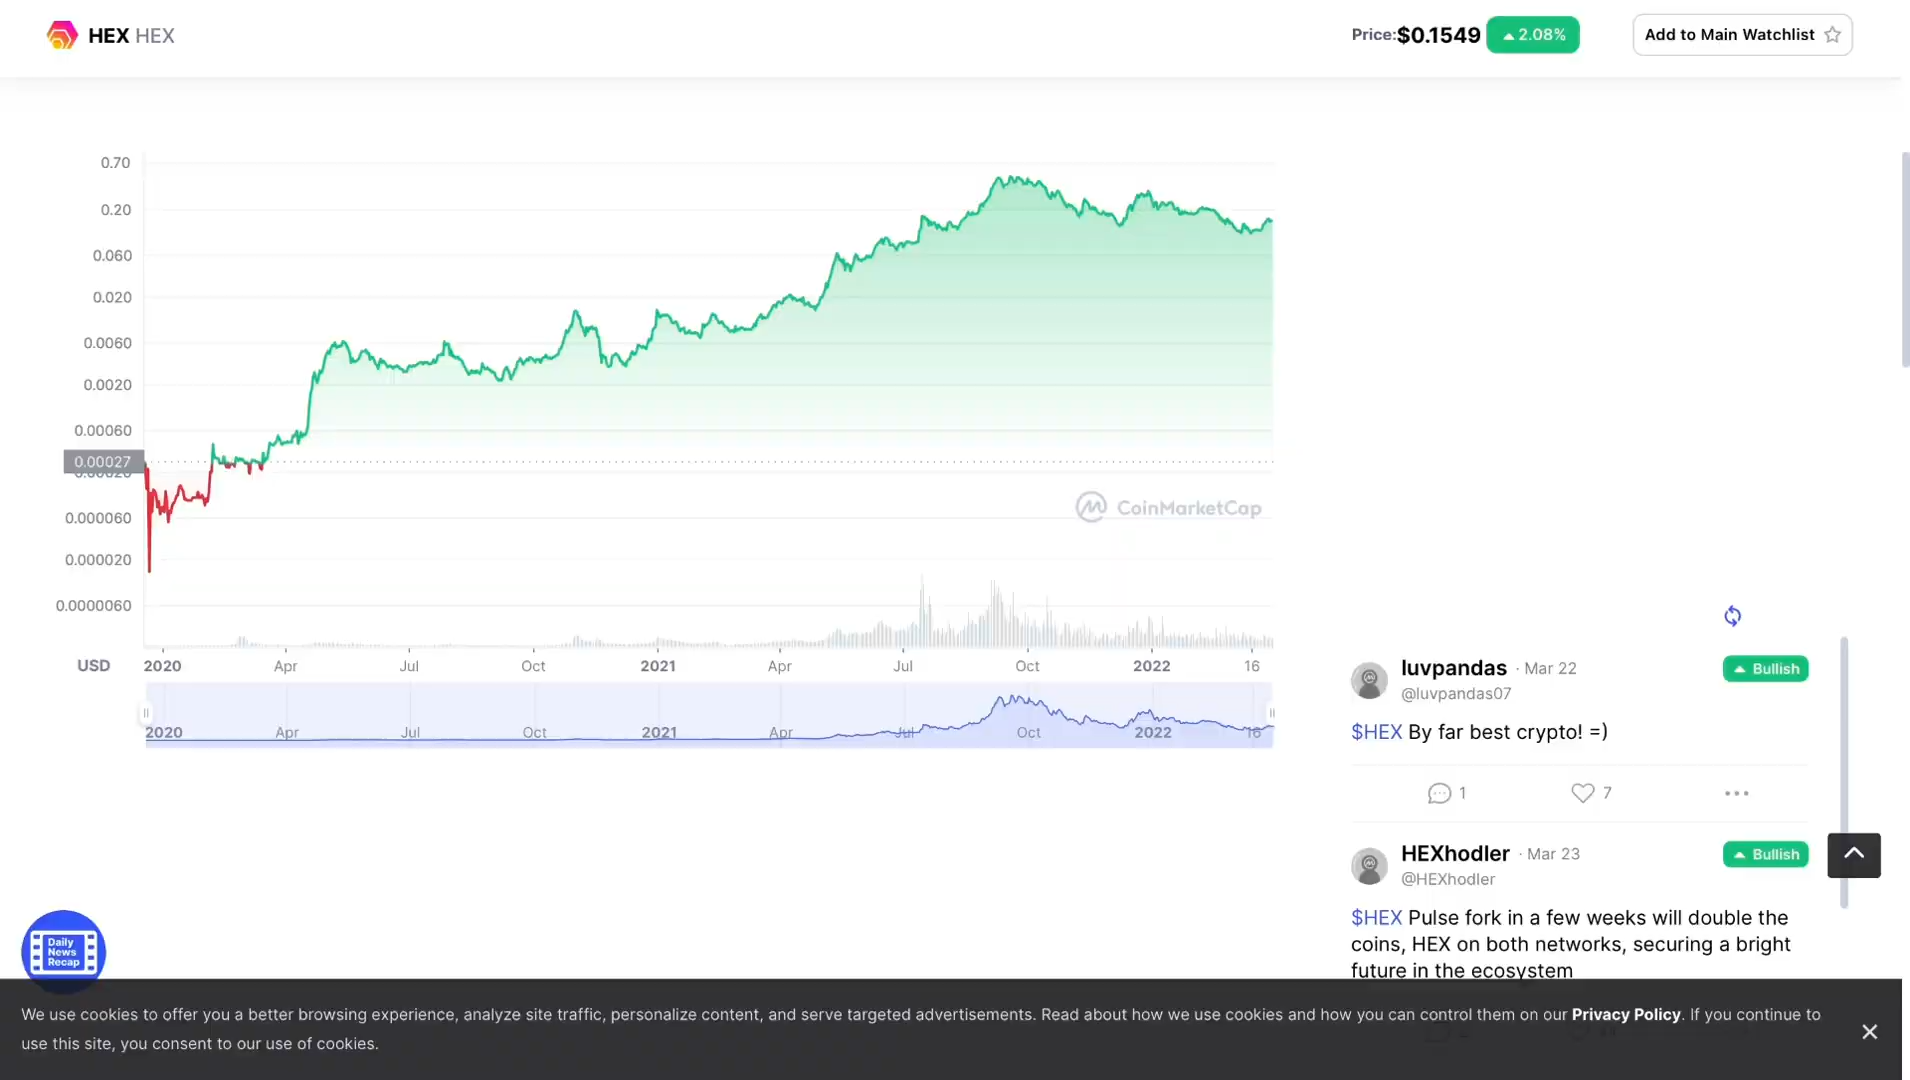 HEX HEX
Price:$0.1549 2.08% Add to Main Watchlist
0.70
0.20
0.060
0.020
0.0060
0.0020
0.00060
0.00027
0.00020
0.000060
0.000020
0.0000060
CoinMarketCap
USD 2020 Apr Jul Oct 2021 Apr Jul Oct 2022 16
2020 Apr Jul Oct 2021 Apr Jul Oct 2022 16
luvpandas · Mar 22 Bullish
@luvpandas07
$HEX By far best crypto! =)
1 7
HEXhodler · Mar 23 Bullish
@HEXhodler
$HEX Pulse fork in a few weeks will double the
coins, HEX on both networks, securing a bright
future in the ecosystem
Daily
News
Recap
We use cookies to offer you a better browsing experience, analyze site traffic, personalize content, and serve targeted advertisements. Read about how we use cookies and how you can control them on our Privacy Policy. If you continue to
use this site, you consent to our use of cookies.